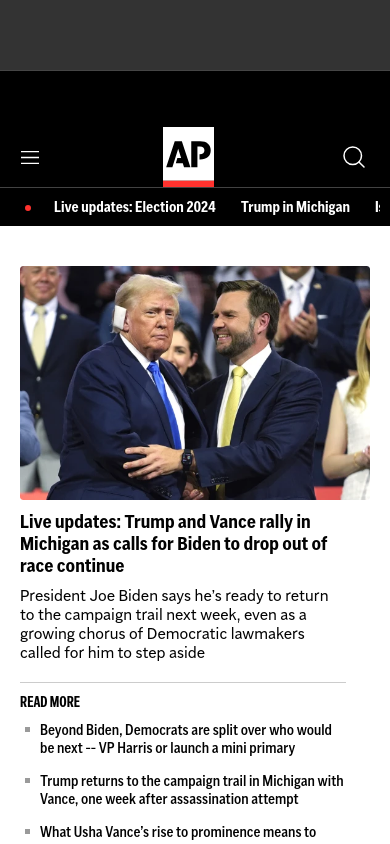 AP
Live updates: Election 2024 Trump in Michigan
Live updates: Trump and Vance rally in
Michigan as calls for Biden to drop out of
race continue
President Joe Biden says he’s ready to return
to the campaign trail next week, even as a
growing chorus of Democratic lawmakers
called for him to step aside
READ MORE
Beyond Biden, Democrats are split over who would
be next -- VP Harris or launch a mini primary
Trump returns to the campaign trail in Michigan with
Vance, one week after assassination attempt
What Usha Vance’s rise to prominence means to